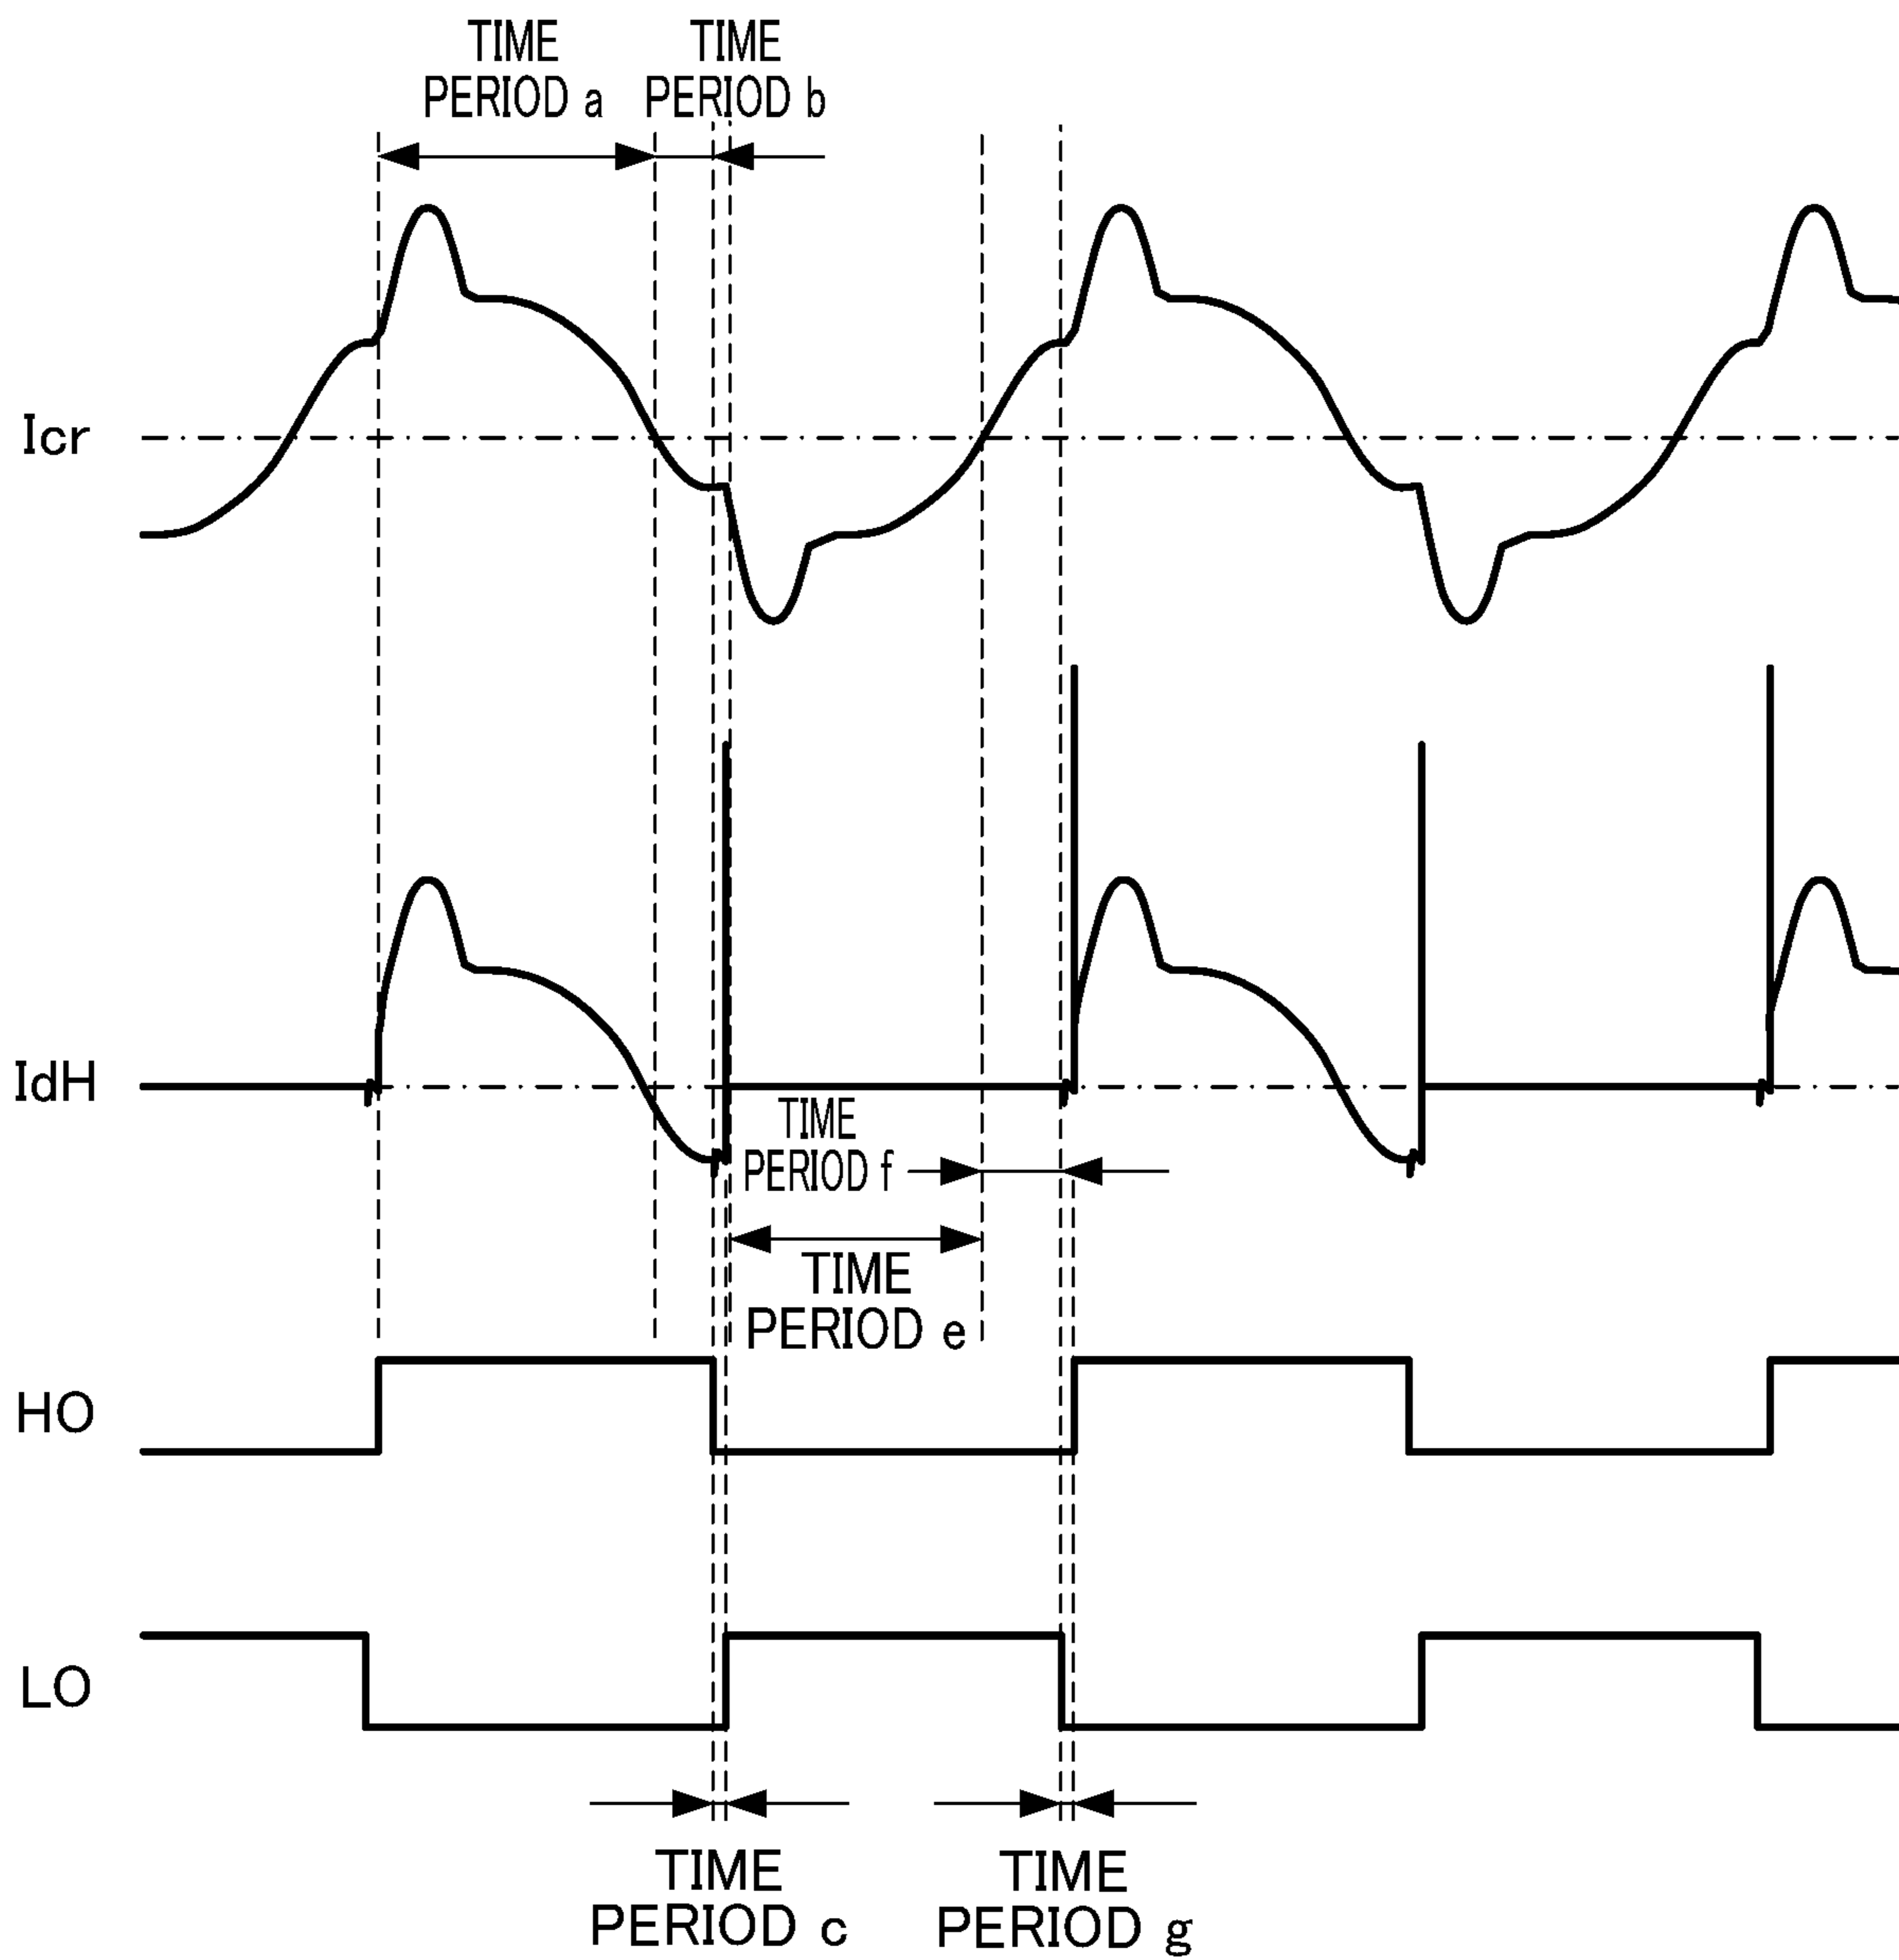 TIME
PERIOD a
TIME
PERIOD b
Icr
IdH
TIME
PERIOD f
TIME
PERIOD e
HO
LO
TIME
PERIOD c
TIME
PERIOD g